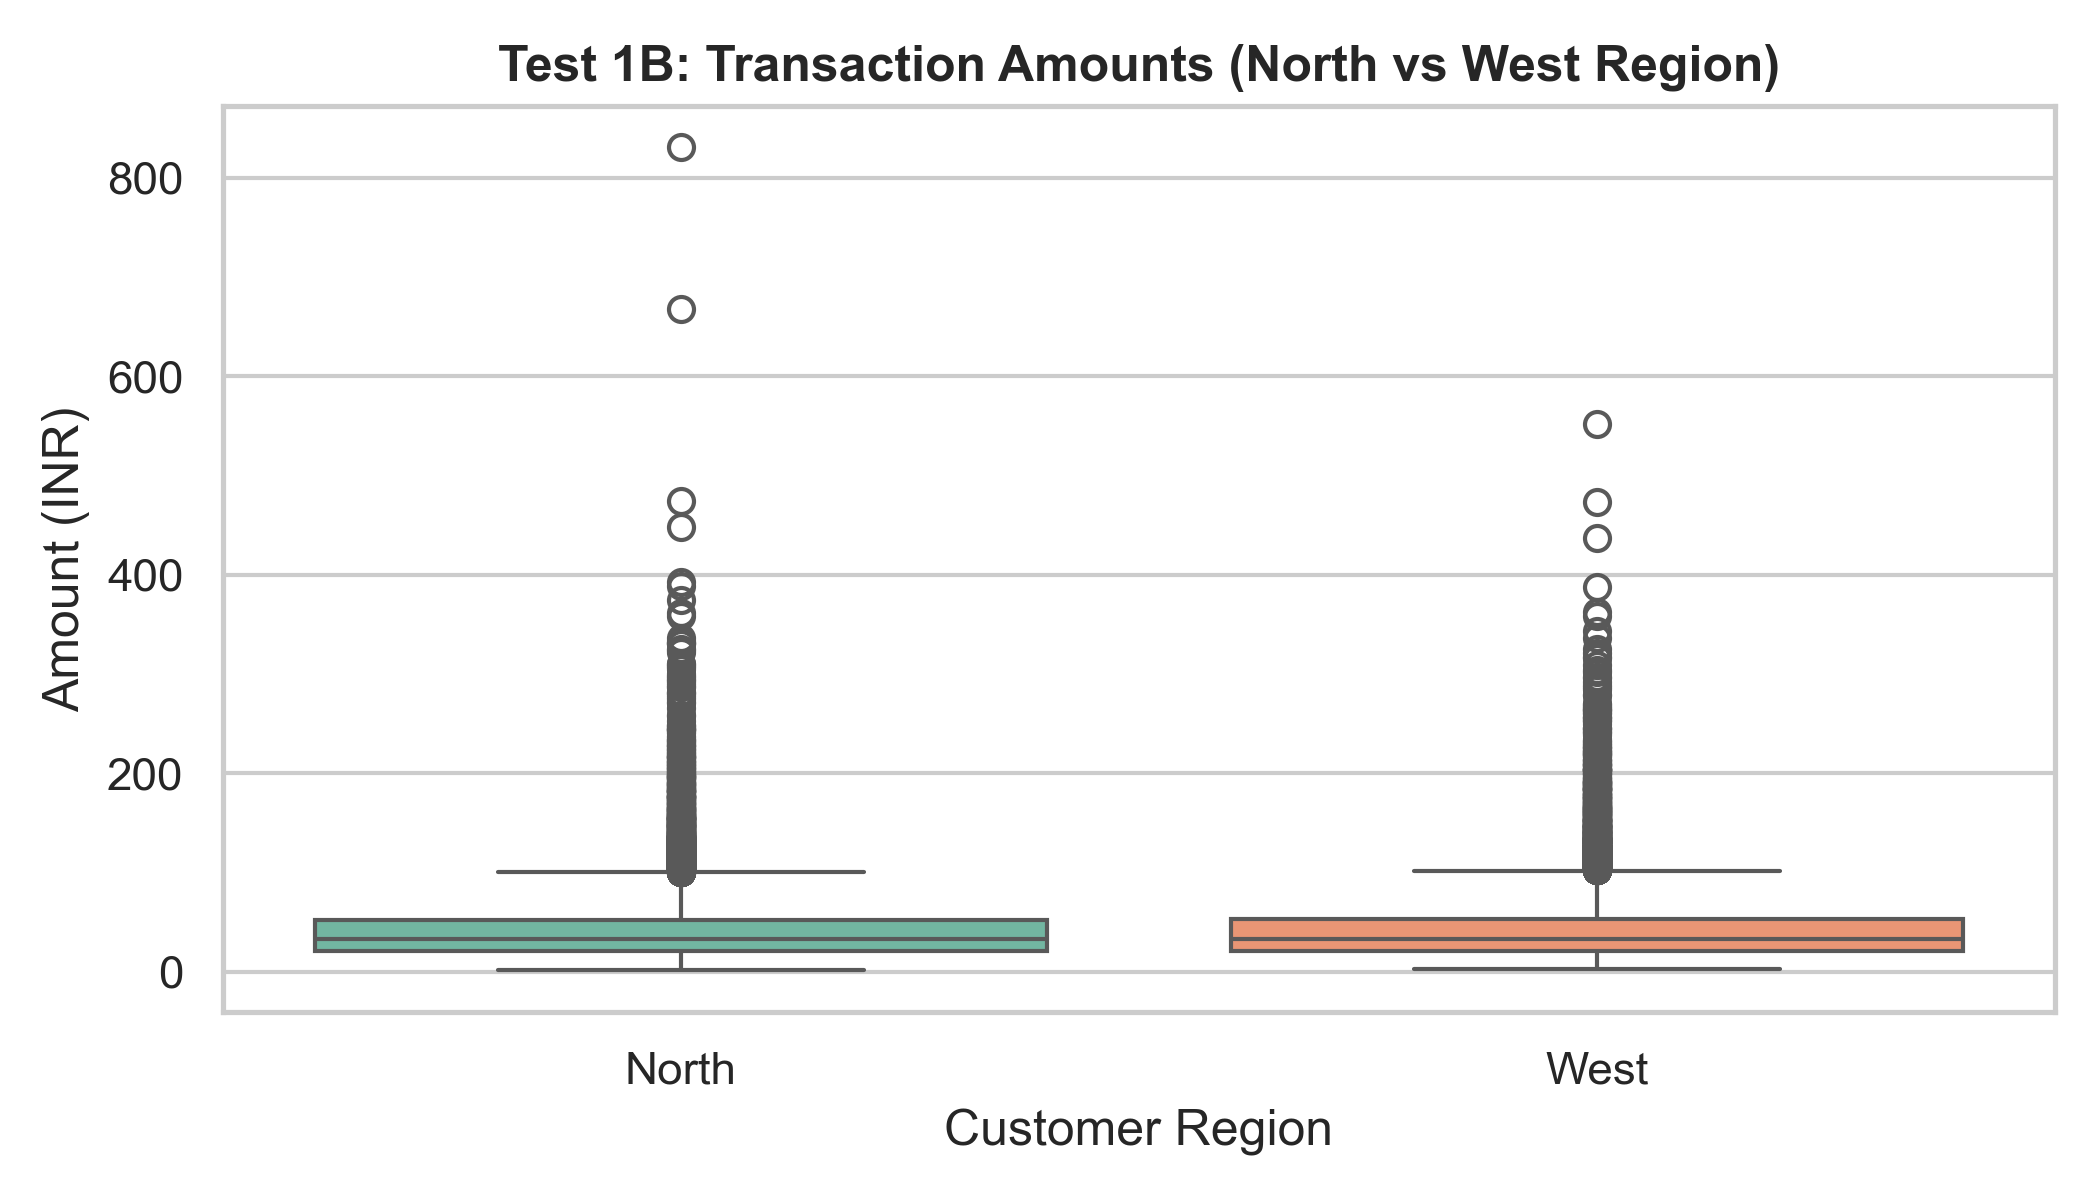 Test 1B: Transaction Amounts (North vs West Region)
Amount (INR)
800
600
400
200
0
North
West
Customer Region